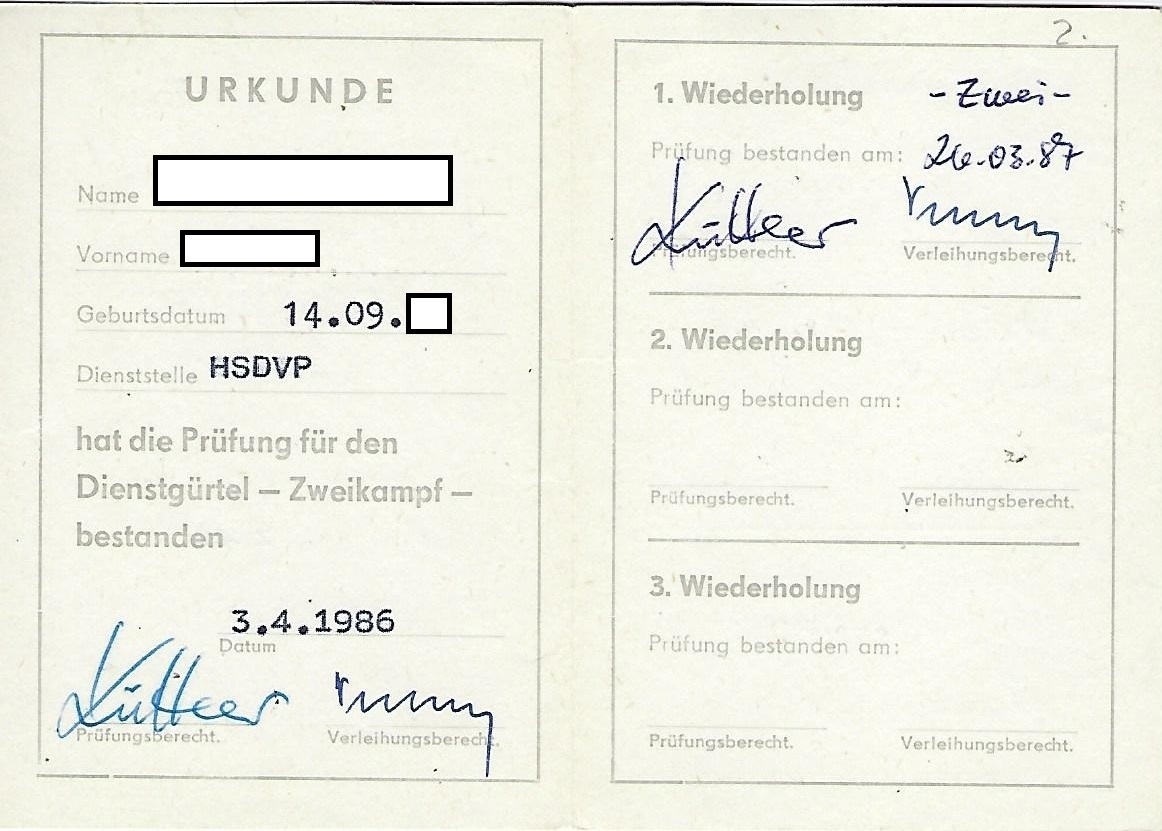 URKUNDE
Name
Vorname
Geburtsdatum 14.09.
Dienststelle HSDVP
hat die Prüfung für den
Dienstgürtel – Zweikampf –
bestanden
3.4.1986
Datum
Prüfungsberecht. Verleihungsberecht.
2.
1. Wiederholung - Zwei -
Prüfung bestanden am: 26.03.87
Prüfungsberecht. Verleihungsberecht.
2. Wiederholung
Prüfung bestanden am:
Prüfungsberecht. Verleihungsberecht.
3. Wiederholung
Prüfung bestanden am:
Prüfungsberecht. Verleihungsberecht.